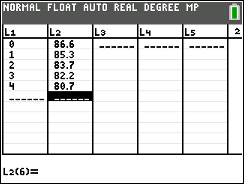 NORMAL FLOAT AUTO REAL DEGREE MP
L1 L2 L3 L4 L5 2
0 86.6 ------ ------ ------
1 85.3
2 83.7
3 82.2
4 80.7
------ ------
L2(6)=